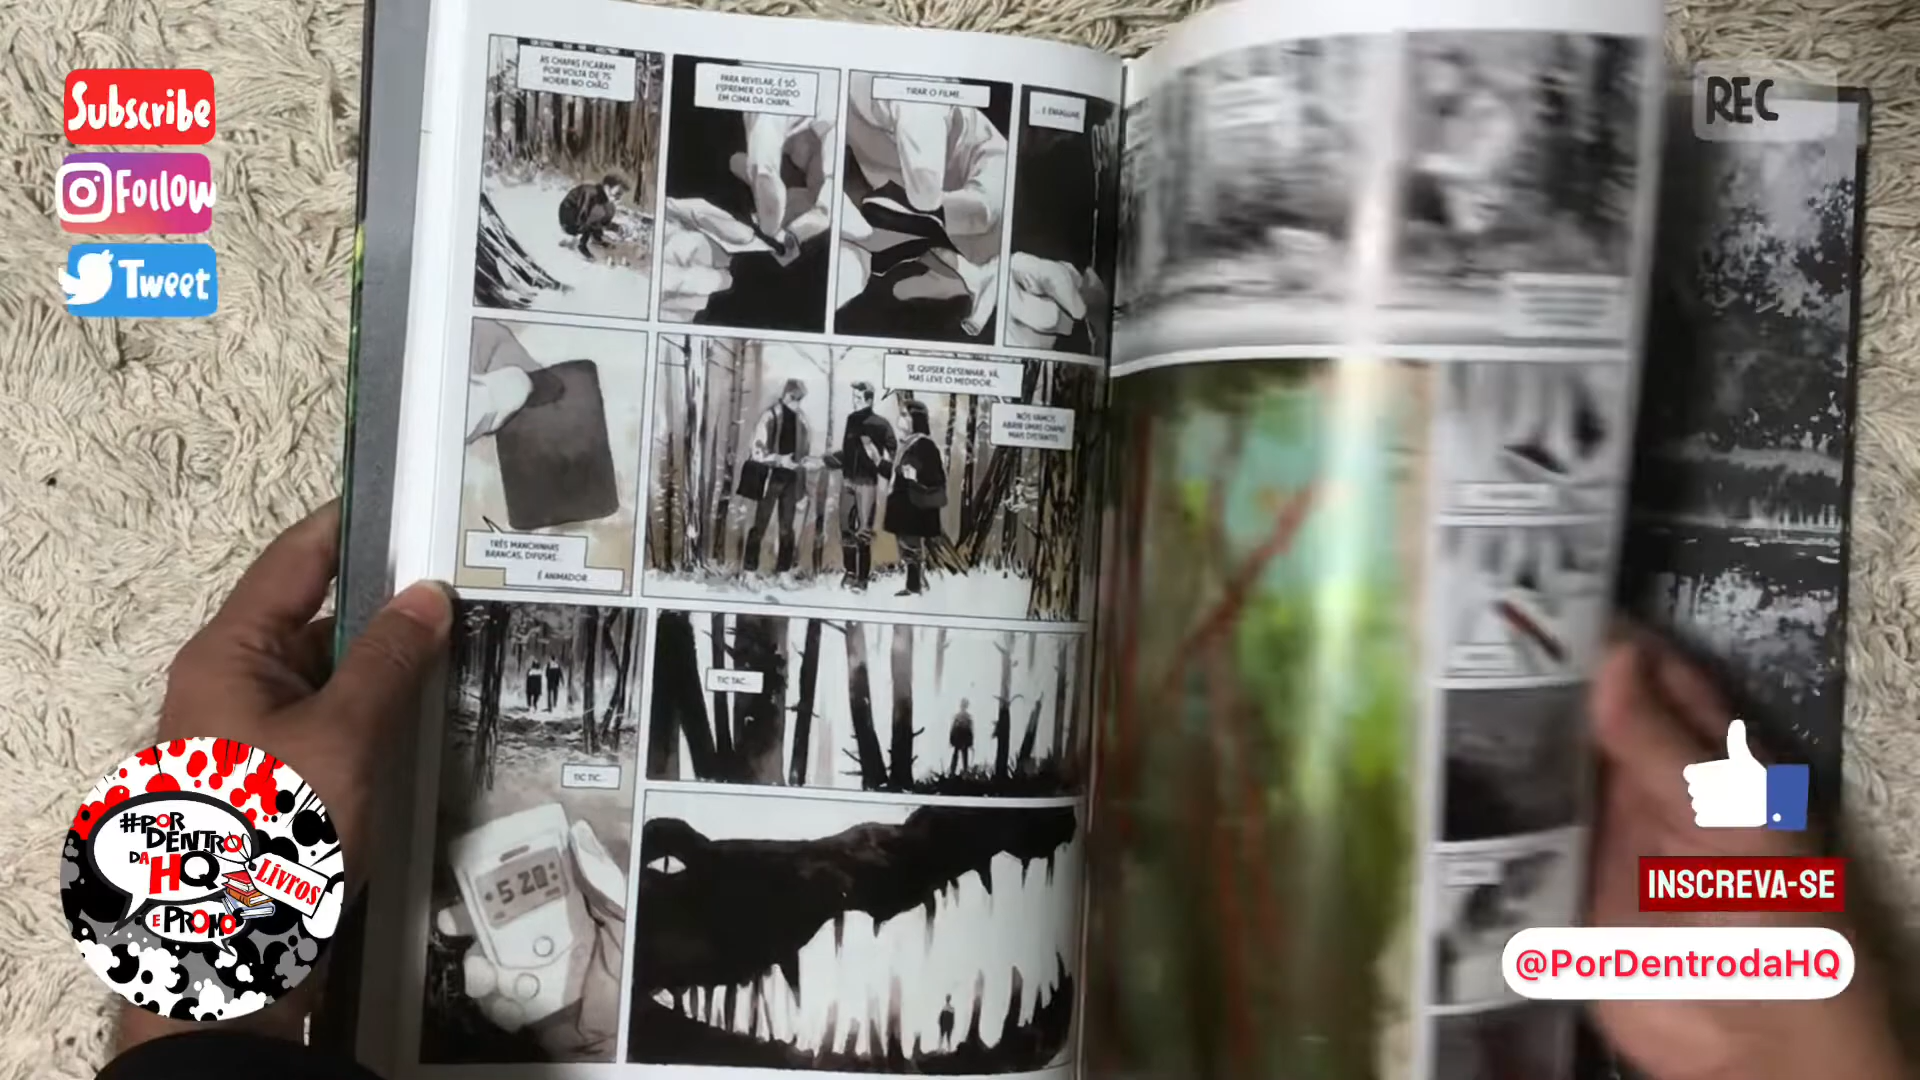 Subscribe
Follow
Tweet
REC
AS CHAPAS FICARAM
POR VOLTA DE 75
HORAS NO CHÃO.
PARA REVELAR, É SÓ
ESPREMER O LÍQUIDO
EM CIMA DA CHAPA...
TIRAR O FILME...
... E ENXAGUAR.
TRÊS MANCHINHAS
BRANCAS, DIFUSAS...
É ANIMADOR.
SE QUISER DESENHAR, VÁ,
MAS LEVE O MEDIDOR...
NÓS VAMOS
ABRIR UMAS CHAPAS
MAIS DISTANTES
TIC TAC...
TIC TIC...
#POR
DENTRO
DA HQ
LIVROS
E PROMOS
INSCREVA-SE
@PorDentrodaHQ